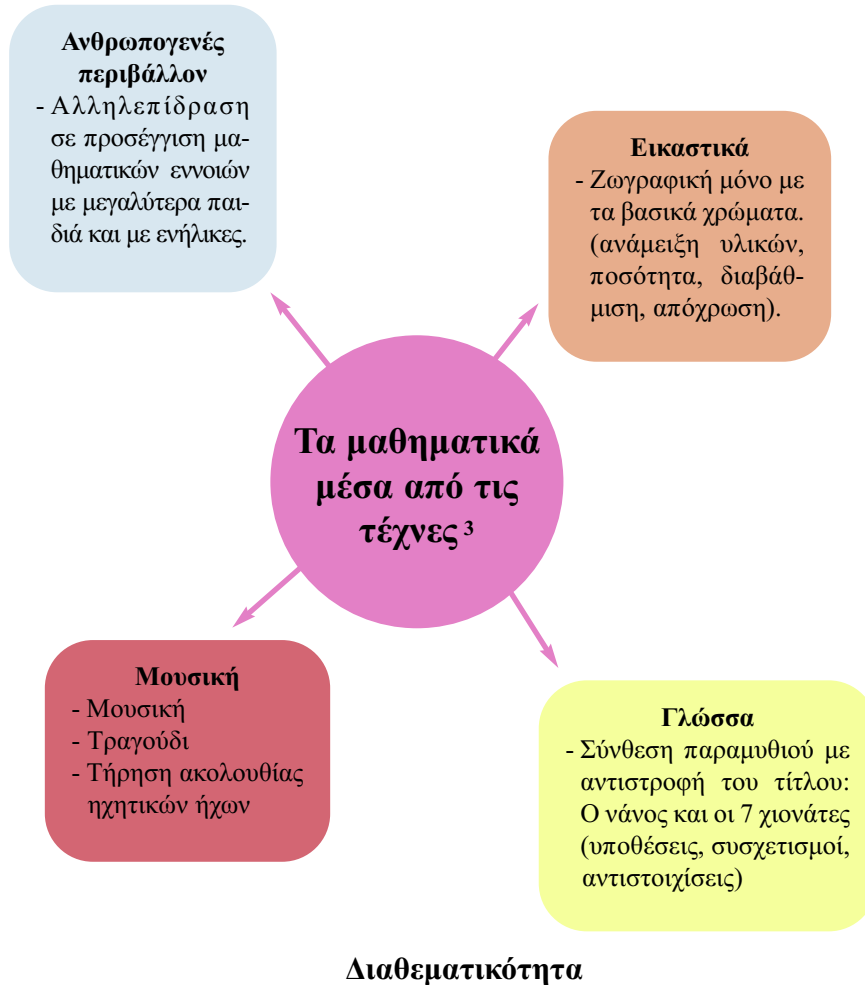 Ανθρωπογενές
περιβάλλον
- Αλληλεπίδραση
σε προσέγγιση μα-
θηματικών εννοιών
με μεγαλύτερα παι-
διά και με ενήλικες.
Εικαστικά
- Ζωγραφική μόνο με
τα βασικά χρώματα.
(ανάμειξη υλικών,
ποσότητα, διαβάθ-
μιση, απόχρωση).
Τα μαθηματικά
μέσα από τις
τέχνες 3
Μουσική
- Μουσική
- Τραγούδι
- Τήρηση ακολουθίας
ηχητικών ήχων
Γλώσσα
- Σύνθεση παραμυθιού με
αντιστροφή του τίτλου:
Ο νάνος και οι 7 χιονάτες
(υποθέσεις, συσχετισμοί,
αντιστοιχίσεις)
Διαθεματικότητα